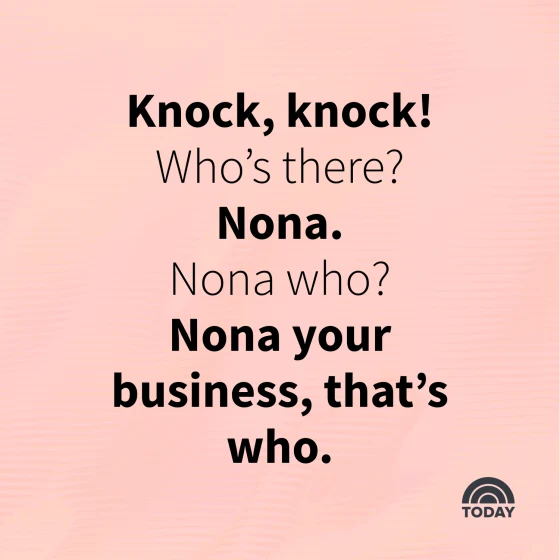 Knock, knock!
Who’s there?
Nona.
Nona who?
Nona your
business, that’s
who.
TODAY